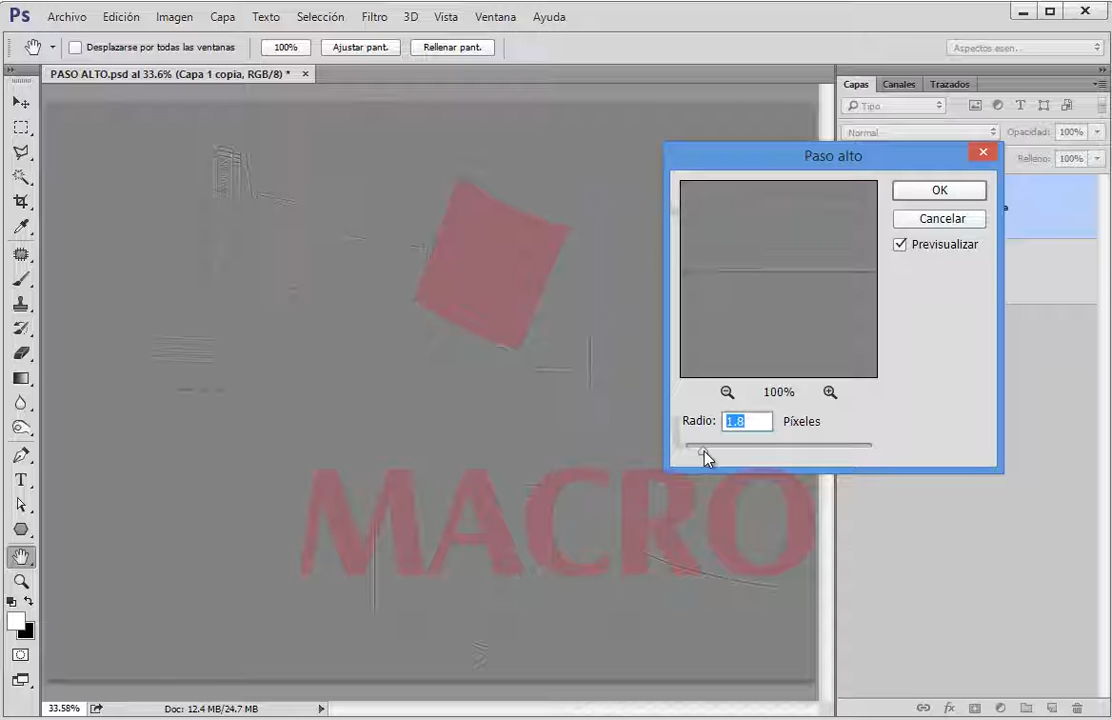 Ps Archivo Edición Imagen Capa Texto Selección Filtro 3D Vista Ventana Ayuda
Desplazarse por todas las ventanas 100% Ajustar pant. Rellenar pant. Aspectos esen...
PASO ALTO.psd al 33.6% (Capa 1 copia, RGB/8) * ×
Capas Canales Trazados
Tipo
Normal Opacidad: 100%
Relleno: 100%
Paso alto
OK
Cancelar
Previsualizar
100%
Radio: 1.8 Píxeles
MACRO
33.58% Doc: 12.4 MB/24.7 MB